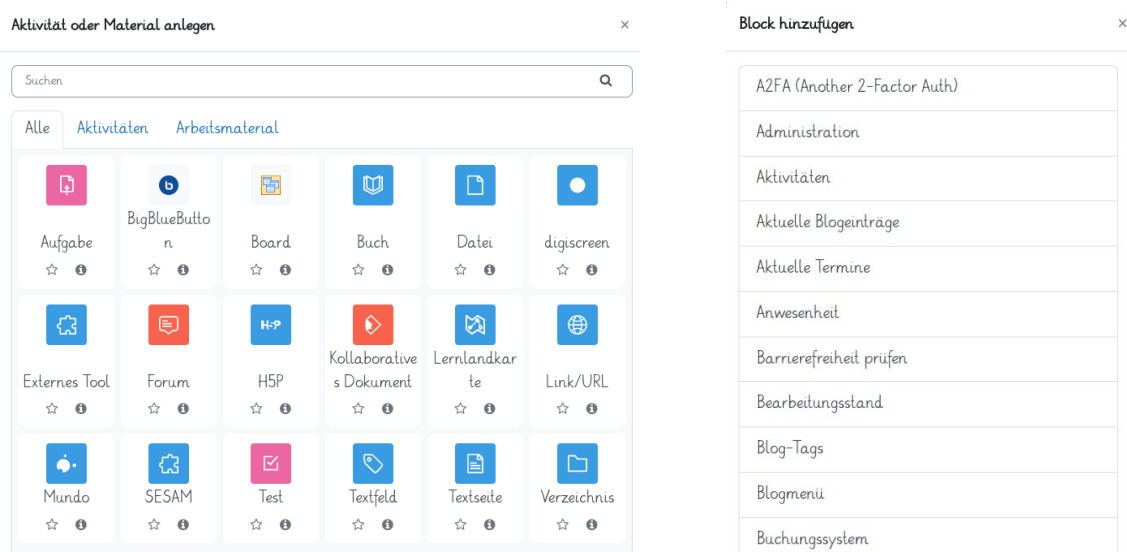 Aktivität oder Material anlegen
×
Suchen
Alle Aktivitäten Arbeitsmaterial
Aufgabe
BigBlueButto
n
Board
Buch
Datei
digiscreen
Externes Tool
Forum
H-P
H5P
Kollaborative
s Dokument
Lernlandkar
te
Link/URL
Mundo
SESAM
Test
Textfeld
Textseite
Verzeichnis
Block hinzufügen
×
A2FA (Another 2-Factor Auth)
Administration
Aktivitäten
Aktuelle Blogeinträge
Aktuelle Termine
Anwesenheit
Barrierefreiheit prüfen
Bearbeitungsstand
Blog-Tags
Blogmenü
Buchungssystem